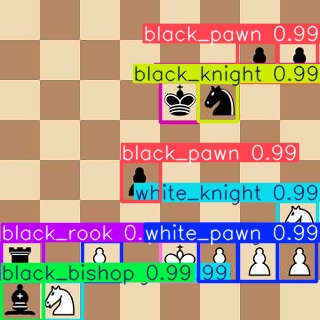 black_pawn 0.99
black_knight 0.99
black_pawn 0.99
white_knight 0.99
black_rook 0. white_pawn 0.99
black_bishop 0.99 99